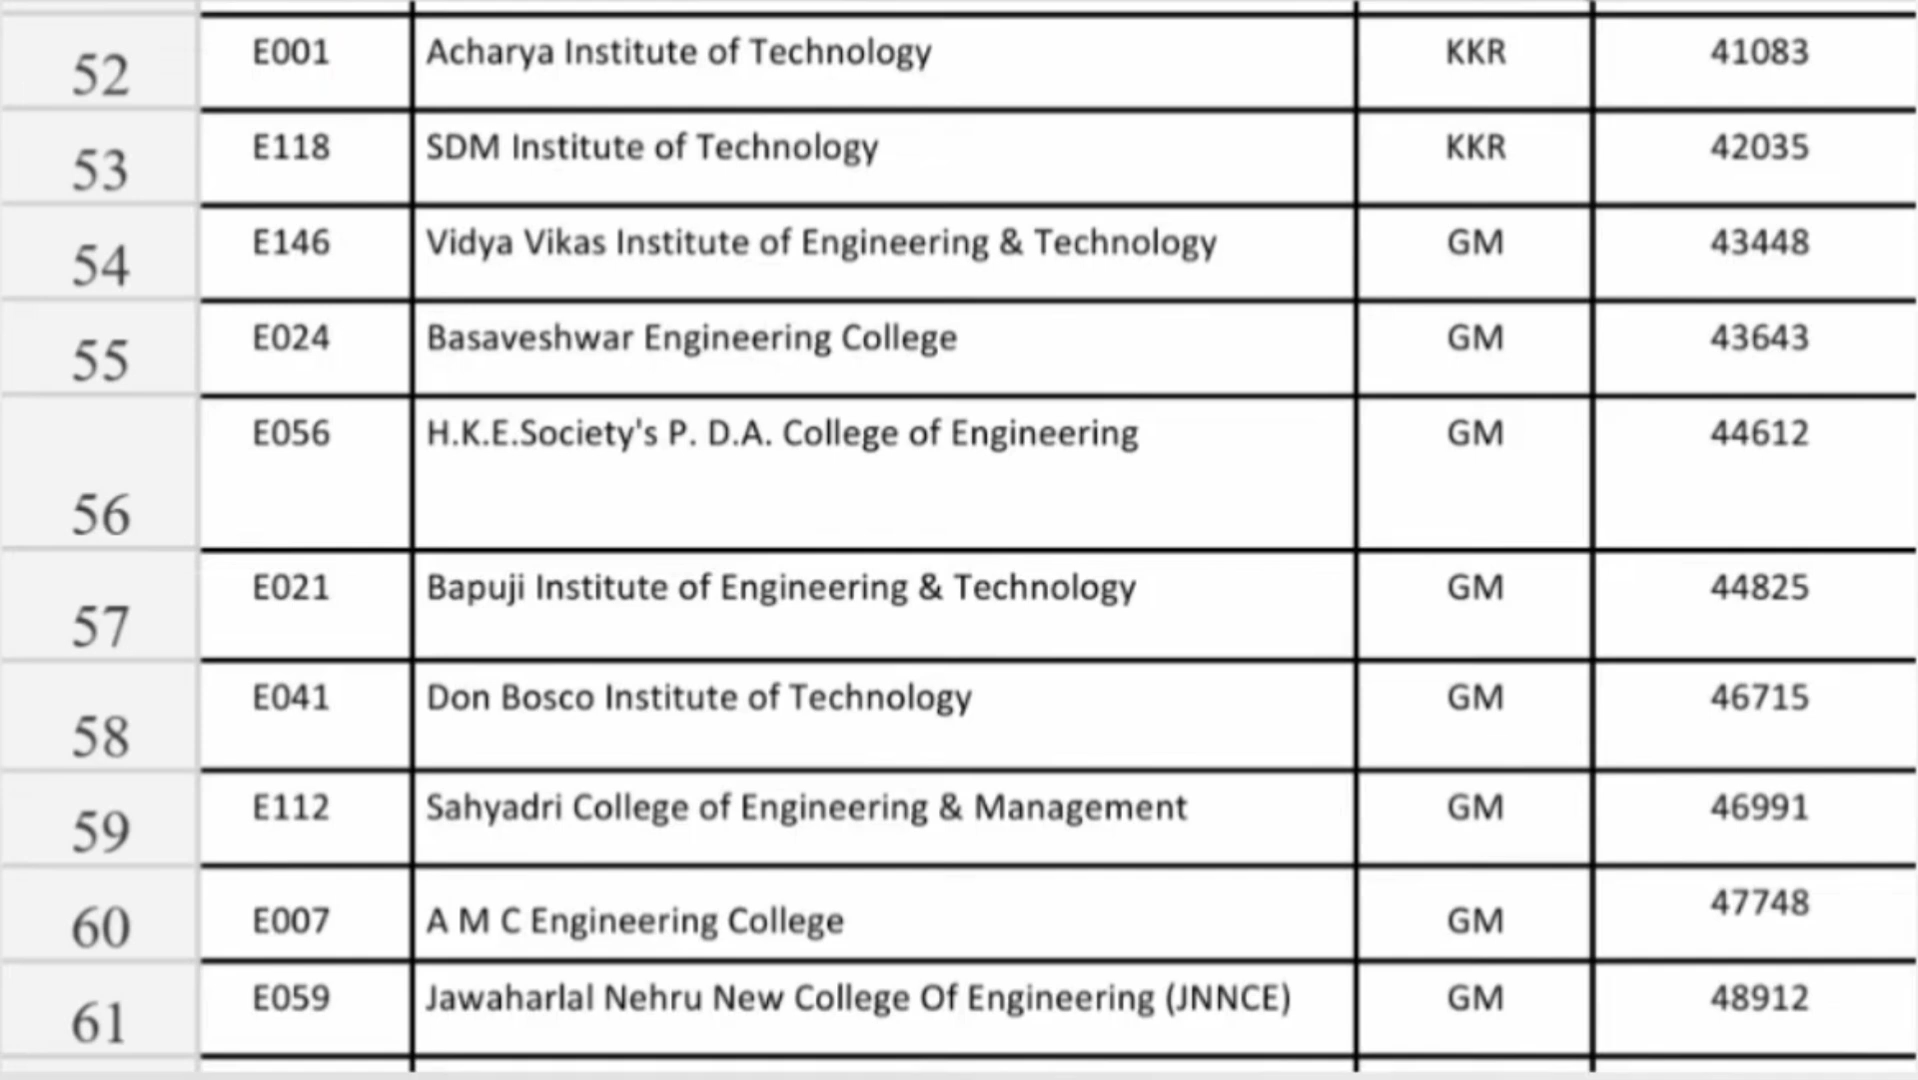 52 E001 Acharya Institute of Technology KKR 41083
53 E118 SDM Institute of Technology KKR 42035
54 E146 Vidya Vikas Institute of Engineering & Technology GM 43448
55 E024 Basaveshwar Engineering College GM 43643
56 E056 H.K.E.Society's P. D.A. College of Engineering GM 44612
57 E021 Bapuji Institute of Engineering & Technology GM 44825
58 E041 Don Bosco Institute of Technology GM 46715
59 E112 Sahyadri College of Engineering & Management GM 46991
60 E007 A M C Engineering College GM 47748
61 E059 Jawaharlal Nehru New College Of Engineering (JNNCE) GM 48912